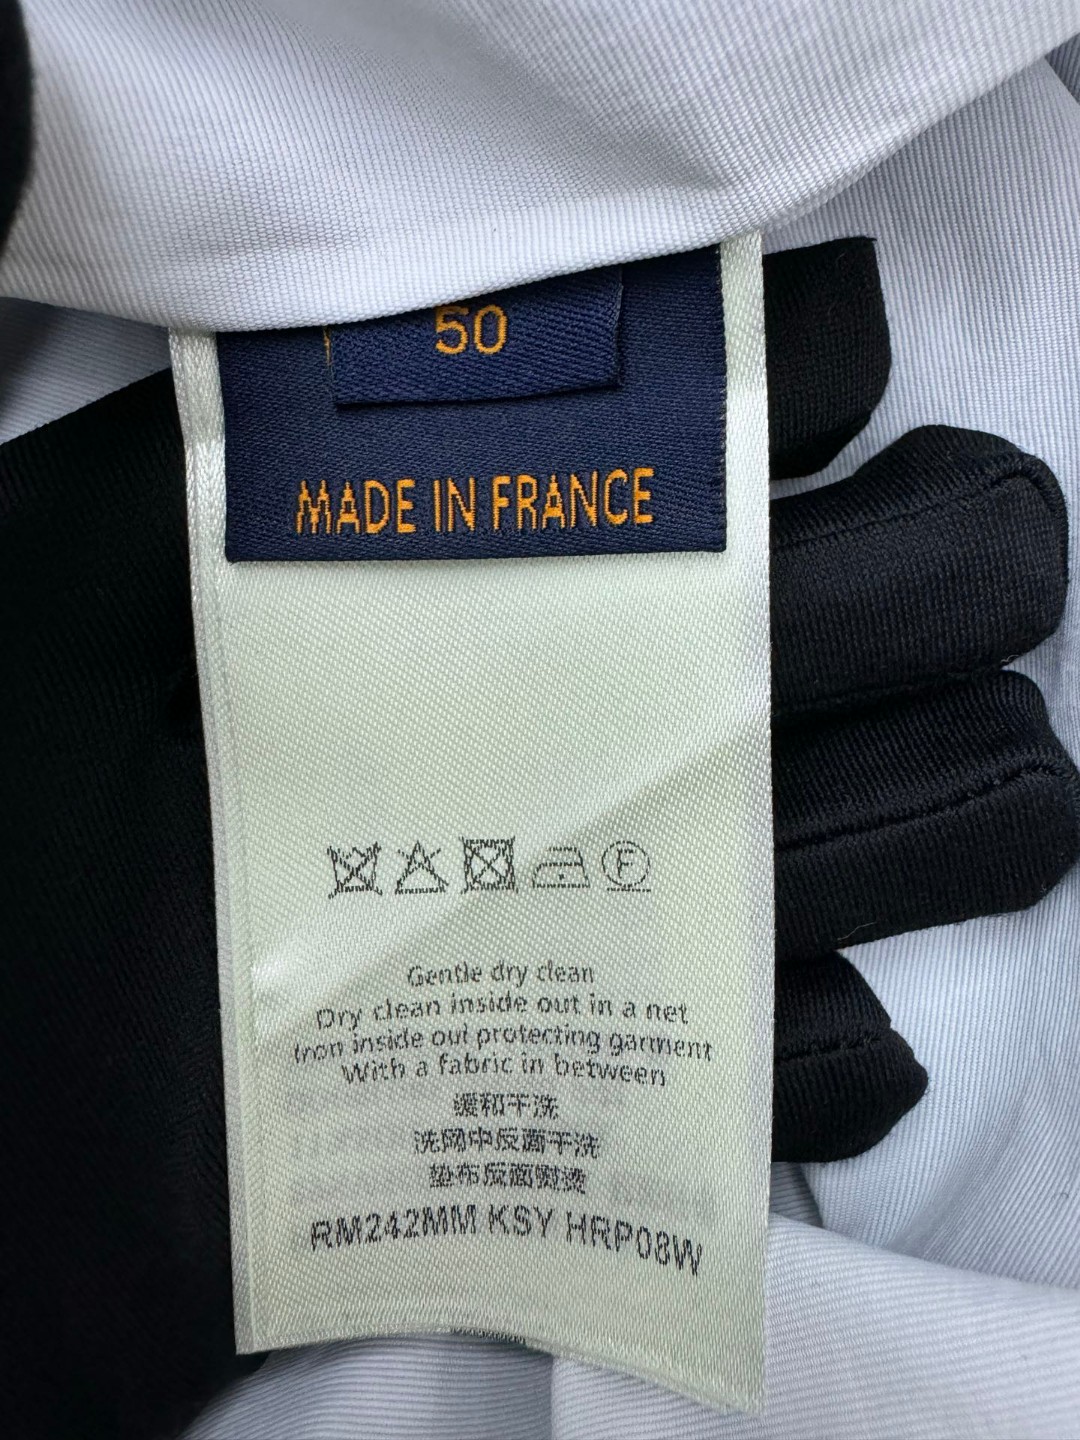 50
MADE IN FRANCE
F
Gentle dry clean
Dry clean inside out in a net
Iron inside out protecting garment
With a fabric in between
缓和干洗
洗网中反面干洗
垫布反面熨烫
RM242MM KSY HRP08W